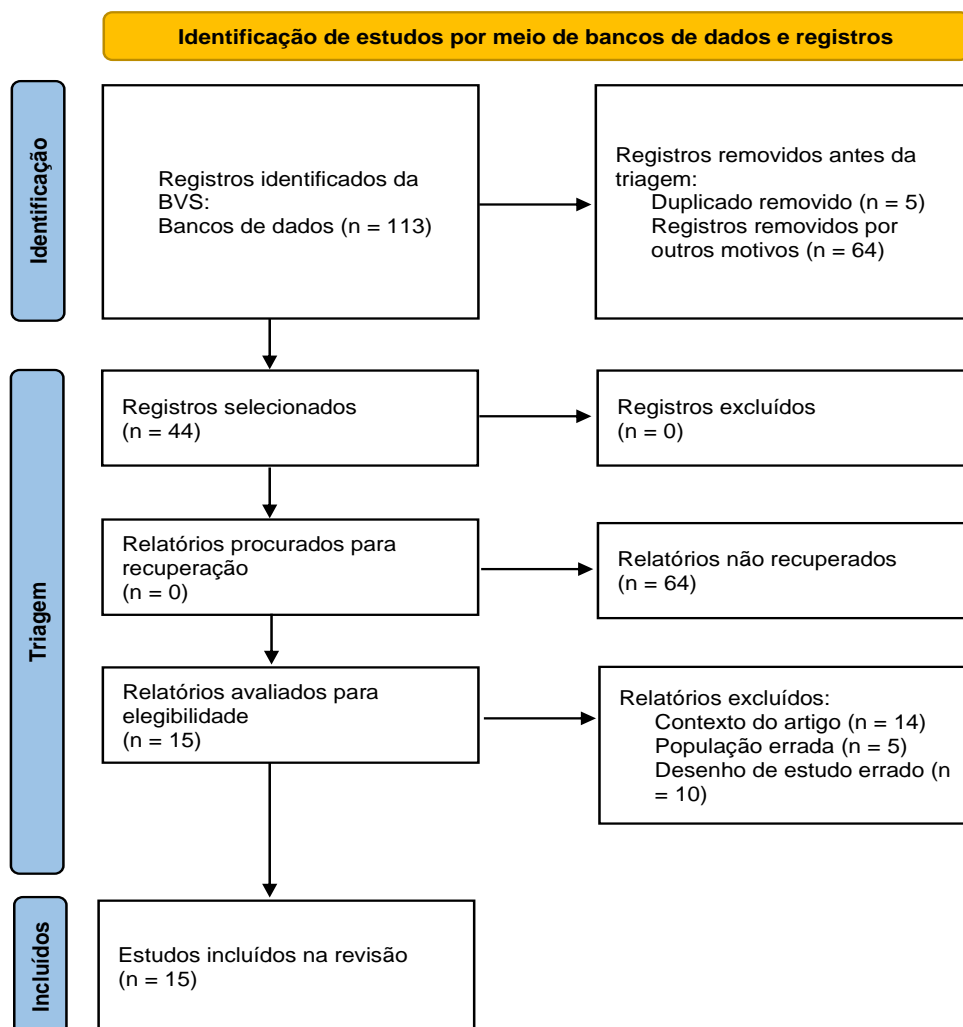 Identificação de estudos por meio de bancos de dados e registros
Identificação
Registros identificados da
BVS:
Bancos de dados (n = 113)
Registros removidos antes da
triagem:
Duplicado removido (n = 5)
Registros removidos por
outros motivos (n = 64)
Triagem
Registros selecionados
(n = 44)
Registros excluídos
(n = 0)
Relatórios procurados para
recuperação
(n = 0)
Relatórios não recuperados
(n = 64)
Relatórios avaliados para
elegibilidade
(n = 15)
Relatórios excluídos:
Contexto do artigo (n = 14)
População errada (n = 5)
Desenho de estudo errado (n
= 10)
Incluídos
Estudos incluídos na revisão
(n = 15)